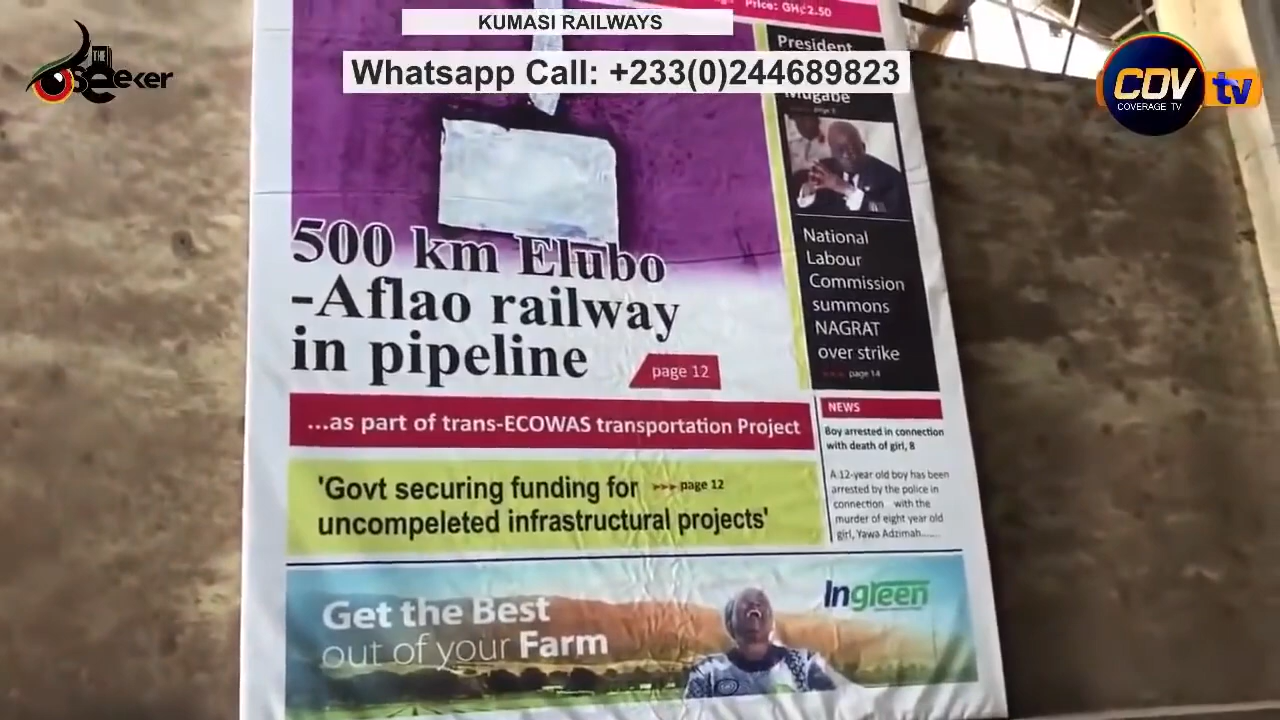 KUMASI RAILWAYS
Whatsapp Call: +233(0)244689823
THE
SEEKER
CDV tv
COVERAGE TV
Price: GH¢2.50
President
Mugabe
500 km Elubo
-Aflao railway
in pipeline
page 12
...as part of trans-ECOWAS transportation Project
'Govt securing funding for >>> page 12
uncompeleted infrastructural projects'
National
Labour
Commission
summons
NAGRAT
over strike
page 14
NEWS
Boy arrested in connection
with death of girl, 8
A 12-year old boy has been
arrested by the police in
connection with the
murder of eight year old
girl, Yawa Adzimah......
Get the Best
out of your Farm
Ingreen